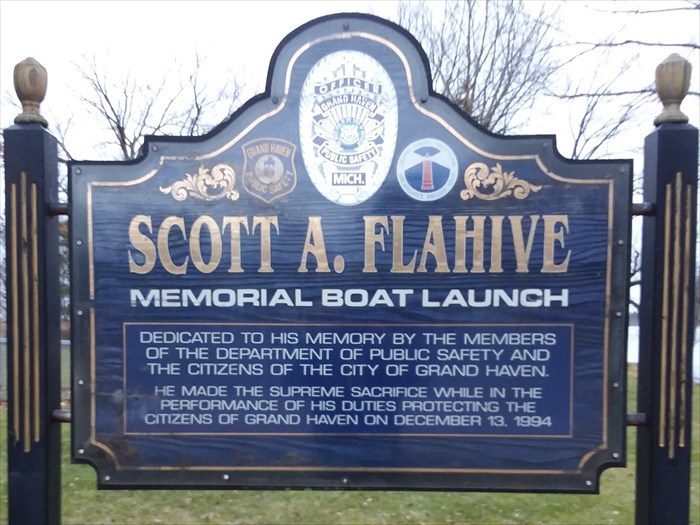 OFFICER
GRAND HAVEN
PUBLIC SAFETY
MICH.
GRAND HAVEN
PUBLIC SAFETY
SCOTT A. FLAHIVE
MEMORIAL BOAT LAUNCH
DEDICATED TO HIS MEMORY BY THE MEMBERS
OF THE DEPARTMENT OF PUBLIC SAFETY AND
THE CITIZENS OF THE CITY OF GRAND HAVEN.
HE MADE THE SUPREME SACRIFICE WHILE IN THE
PERFORMANCE OF HIS DUTIES PROTECTING THE
CITIZENS OF GRAND HAVEN ON DECEMBER 13, 1994